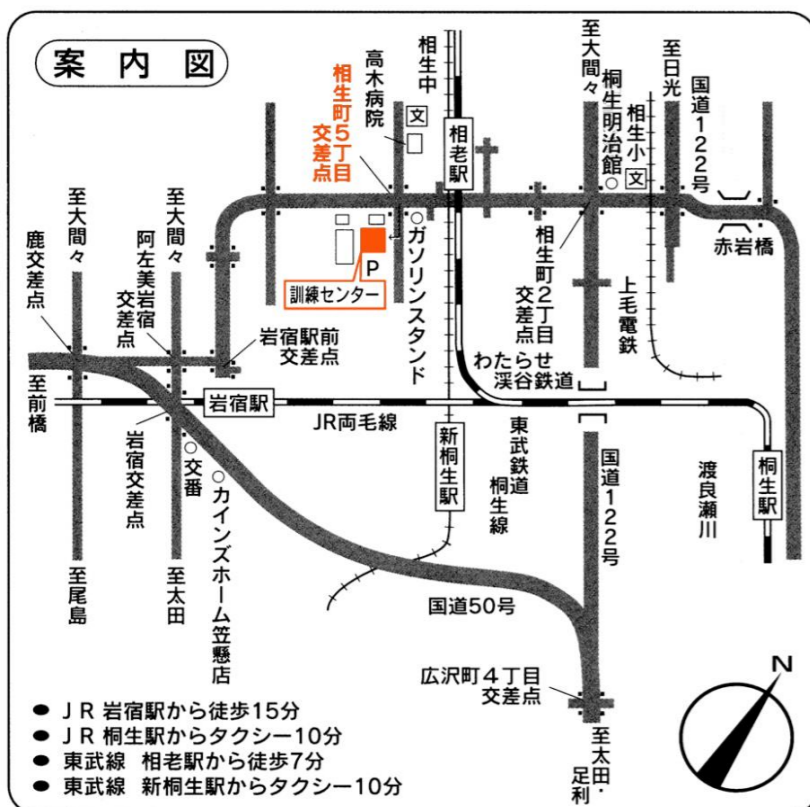 案内図
至大間々
鹿交差点
至大間々
阿左美岩宿
交差点
相生町5丁目
交差点
高木病院
相生中
文
相老駅
至大間々
桐生明治館
相生小
文
至日光
国道122号
赤岩橋
P
訓練センター
ガソリンスタンド
相生町2丁目
交差点
上毛電鉄
岩宿駅前
交差点
わたらせ
渓谷鉄道
至前橋
岩宿駅
JR両毛線
岩宿交差点
交番
カインズホーム笠懸店
新桐生駅
東武鉄道
桐生線
国道122号
渡良瀬川
桐生駅
至尾島
至太田
国道50号
広沢町4丁目
交差点
至太田・
足利
N
● JR 岩宿駅から徒歩15分
● JR 桐生駅からタクシー10分
● 東武線 相老駅から徒歩7分
● 東武線 新桐生駅からタクシー10分